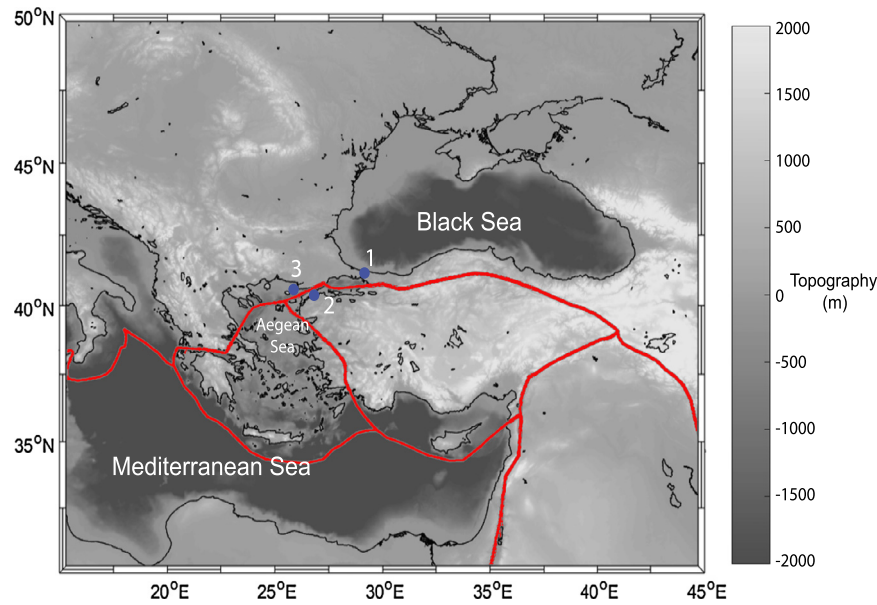 50°N
45°N
40°N
35°N
20°E
25°E
30°E
35°E
40°E
45°E
Black Sea
1
3
2
Aegean
Sea
Mediterranean Sea
2000
1500
1000
500
0
-500
-1000
-1500
-2000
Topography
(m)